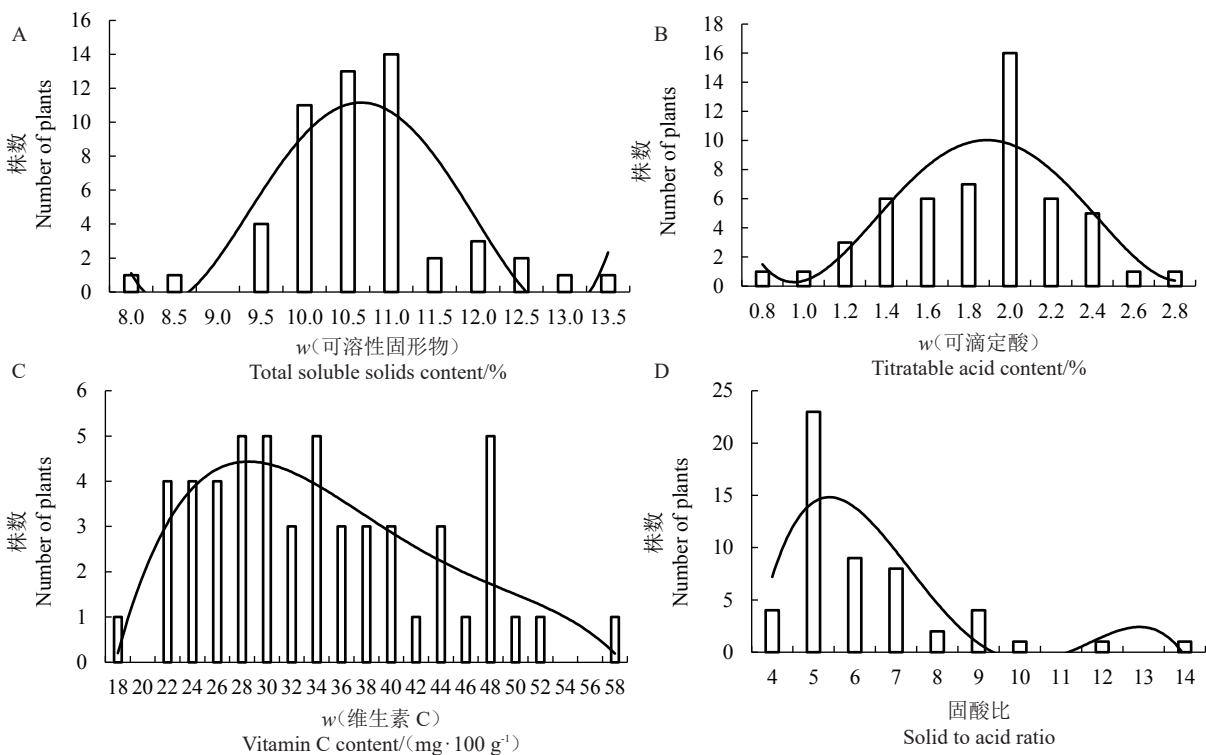 A
16
14
12
10
8
6
4
2
0
株数
Number of plants
8.0 8.5 9.0 9.5 10.0 10.5 11.0 11.5 12.0 12.5 13.0 13.5
w(可溶性固形物)
Total soluble solids content/%
B
18
16
14
12
10
8
6
4
2
0
株数
Number of plants
0.8 1.0 1.2 1.4 1.6 1.8 2.0 2.2 2.4 2.6 2.8
w(可滴定酸)
Titratable acid content/%
C
6
5
4
3
2
1
0
株数
Number of plants
18 20 22 24 26 28 30 32 34 36 38 40 42 44 46 48 50 52 54 56 58
w(维生素 C)
Vitamin C content/(mg·100 g⁻¹)
D
25
20
15
10
5
0
株数
Number of plants
4 5 6 7 8 9 10 11 12 13 14
固酸比
Solid to acid ratio